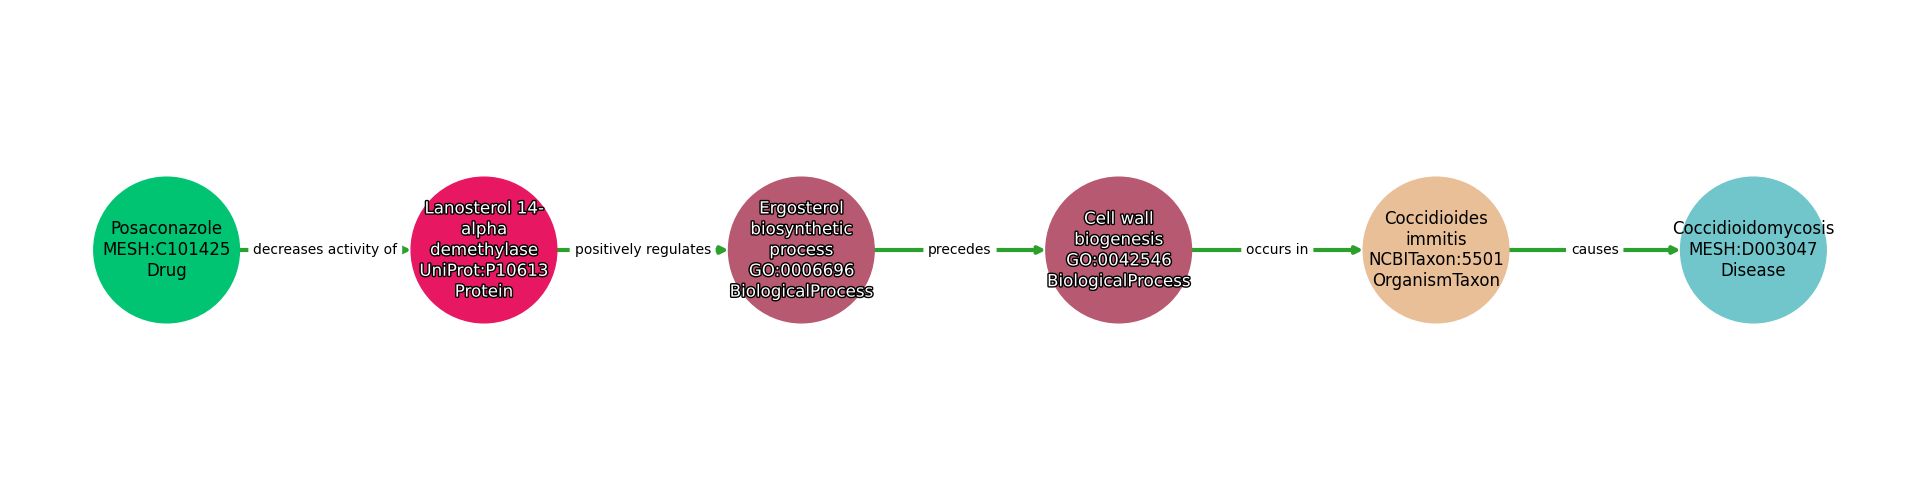 Posaconazole
MESH:C101425
Drug
decreases activity of
Lanosterol 14-
alpha
demethylase
UniProt:P10613
Protein
positively regulates
Ergosterol
biosynthetic
process
GO:0006696
BiologicalProcess
precedes
Cell wall
biogenesis
GO:0042546
BiologicalProcess
occurs in
Coccidioides
immitis
NCBITaxon:5501
OrganismTaxon
causes
Coccidioidomycosis
MESH:D003047
Disease